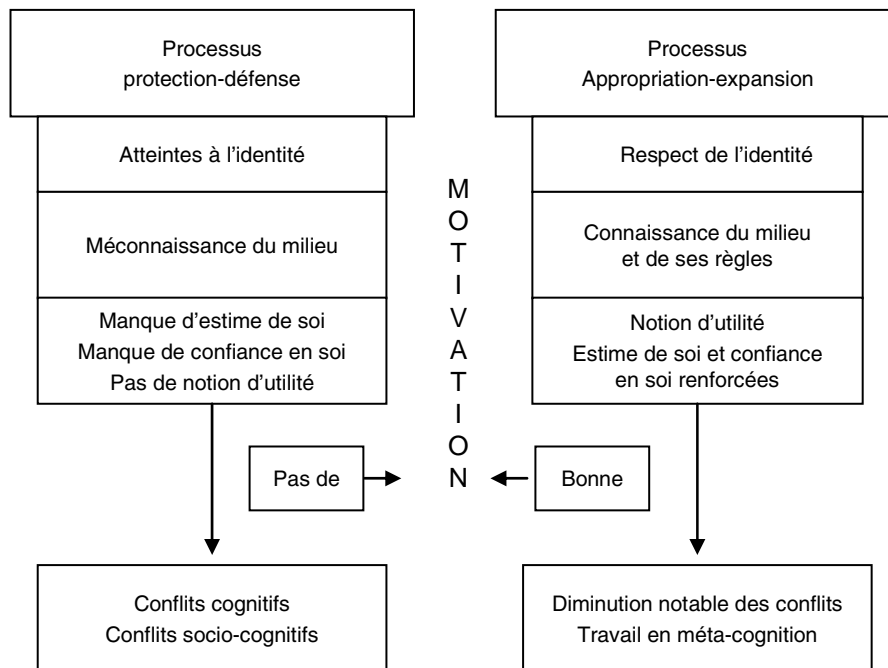 Processus
protection-défense
Atteintes à l'identité
Méconnaissance du milieu
Manque d'estime de soi
Manque de confiance en soi
Pas de notion d'utilité
Pas de
Conflits cognitifs
Conflits socio-cognitifs
MOTIVATION
Processus
Appropriation-expansion
Respect de l'identité
Connaissance du milieu
et de ses règles
Notion d'utilité
Estime de soi et confiance
en soi renforcées
Bonne
Diminution notable des conflits
Travail en méta-cognition